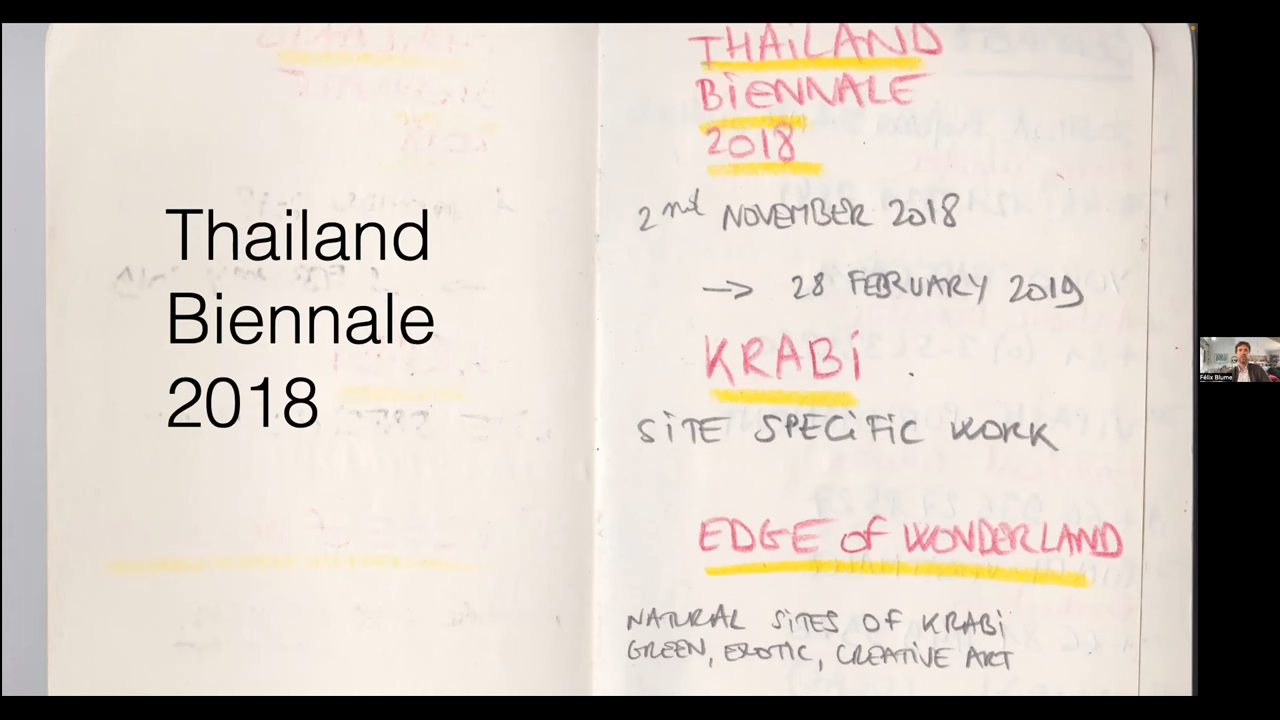 Thailand
Biennale
2018
THAiLAND
BiENNALE
2018
2nd NOVEMBER 2018
→ 28 FEBRUARY 2019
KRABi
SiTE SPECiFiC WORK
EDGE of WONDERLAND
NATURAL SiTES OF KRABi
GREEN, EXOTIC, CREATIVE ART
Félix Blume